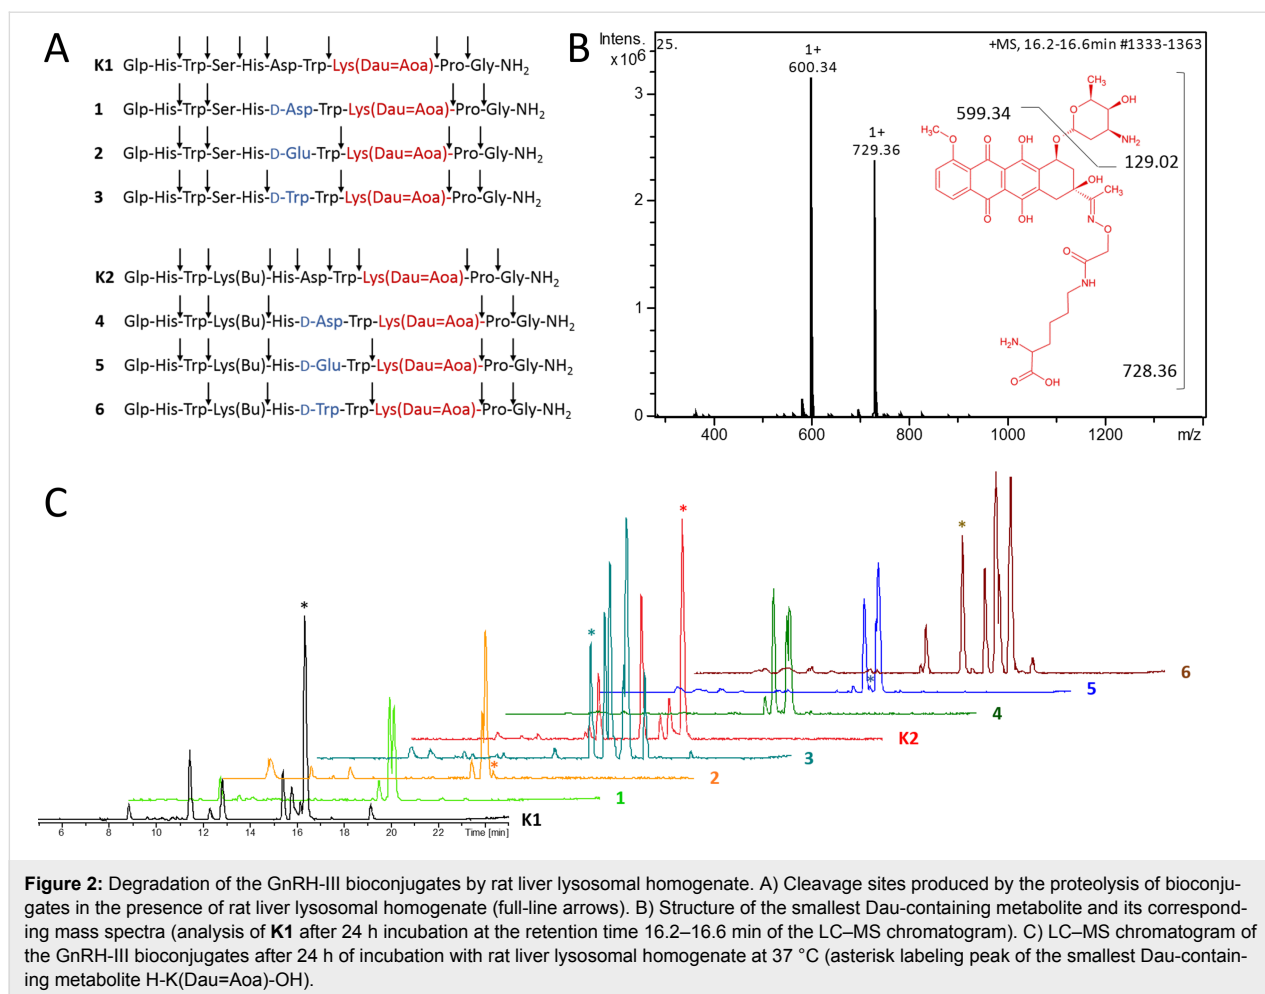 A
K1 Glp-His-Trp-Ser-His-Asp-Trp-Lys(Dau=Aoa)-Pro-Gly-NH2
1 Glp-His-Trp-Ser-His-D-Asp-Trp-Lys(Dau=Aoa)-Pro-Gly-NH2
2 Glp-His-Trp-Ser-His-D-Glu-Trp-Lys(Dau=Aoa)-Pro-Gly-NH2
3 Glp-His-Trp-Ser-His-D-Trp-Trp-Lys(Dau=Aoa)-Pro-Gly-NH2
K2 Glp-His-Trp-Lys(Bu)-His-Asp-Trp-Lys(Dau=Aoa)-Pro-Gly-NH2
4 Glp-His-Trp-Lys(Bu)-His-D-Asp-Trp-Lys(Dau=Aoa)-Pro-Gly-NH2
5 Glp-His-Trp-Lys(Bu)-His-D-Glu-Trp-Lys(Dau=Aoa)-Pro-Gly-NH2
6 Glp-His-Trp-Lys(Bu)-His-D-Trp-Trp-Lys(Dau=Aoa)-Pro-Gly-NH2
B
Intens.
x10⁶
25.
+MS, 16.2-16.6min #1333-1363
1+
600.34
1+
729.36
3
2
1
0
400 600 800 1000 1200 m/z
599.34
129.02
728.36
CH3
O
OH
NH2
O
H3C
O
O
OH
OH
CH3
O
OH
N
O
O
NH
H2N
O
OH
C
*
*
*
*
*
*
6
5
4
K2
3
2
1
K1
6 8 10 12 14 16 18 20 22 Time [min]
Figure 2: Degradation of the GnRH-III bioconjugates by rat liver lysosomal homogenate. A) Cleavage sites produced by the proteolysis of bioconju-
gates in the presence of rat liver lysosomal homogenate (full-line arrows). B) Structure of the smallest Dau-containing metabolite and its correspond-
ing mass spectra (analysis of K1 after 24 h incubation at the retention time 16.2–16.6 min of the LC–MS chromatogram). C) LC–MS chromatogram of
the GnRH-III bioconjugates after 24 h of incubation with rat liver lysosomal homogenate at 37 °C (asterisk labeling peak of the smallest Dau-contain-
ing metabolite H-K(Dau=Aoa)-OH).